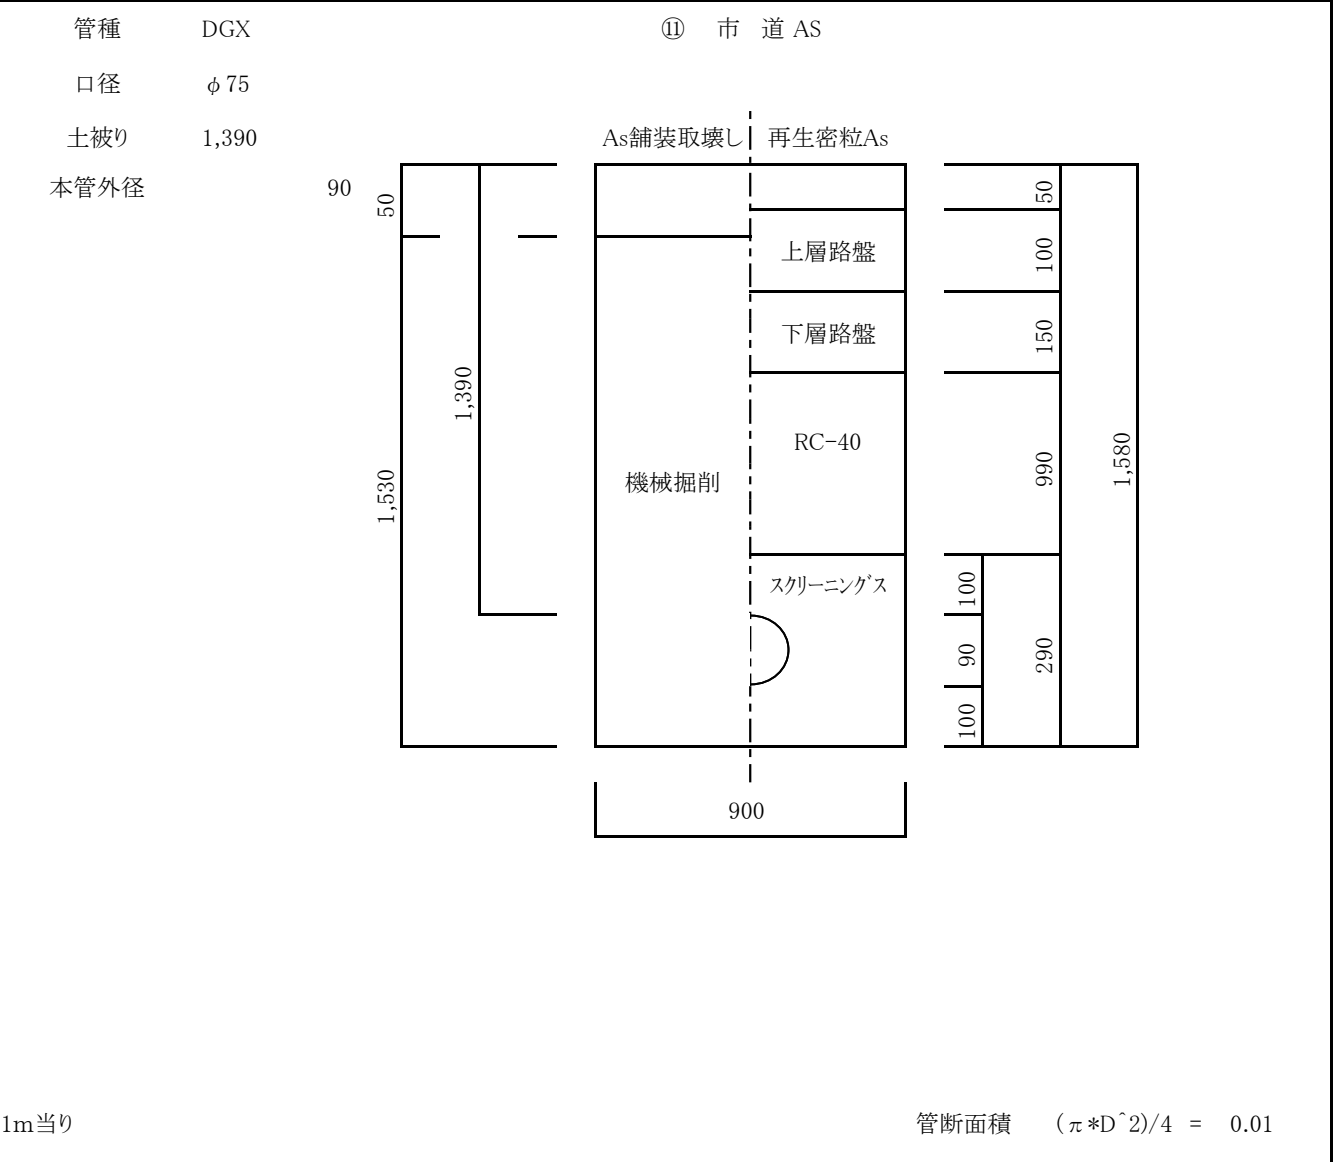 管種 DGX ⑪ 市 道 AS
口径 φ75
土被り 1,390 As舗装取壊し 再生密粒As
本管外径 90
50
50
上層路盤
100
下層路盤
150
1,390
RC-40
1,580
990
機械掘削
1,530
スクリーニングス
100
90
290
100
900
1m当り 管断面積 (π*D^2)/4 = 0.01